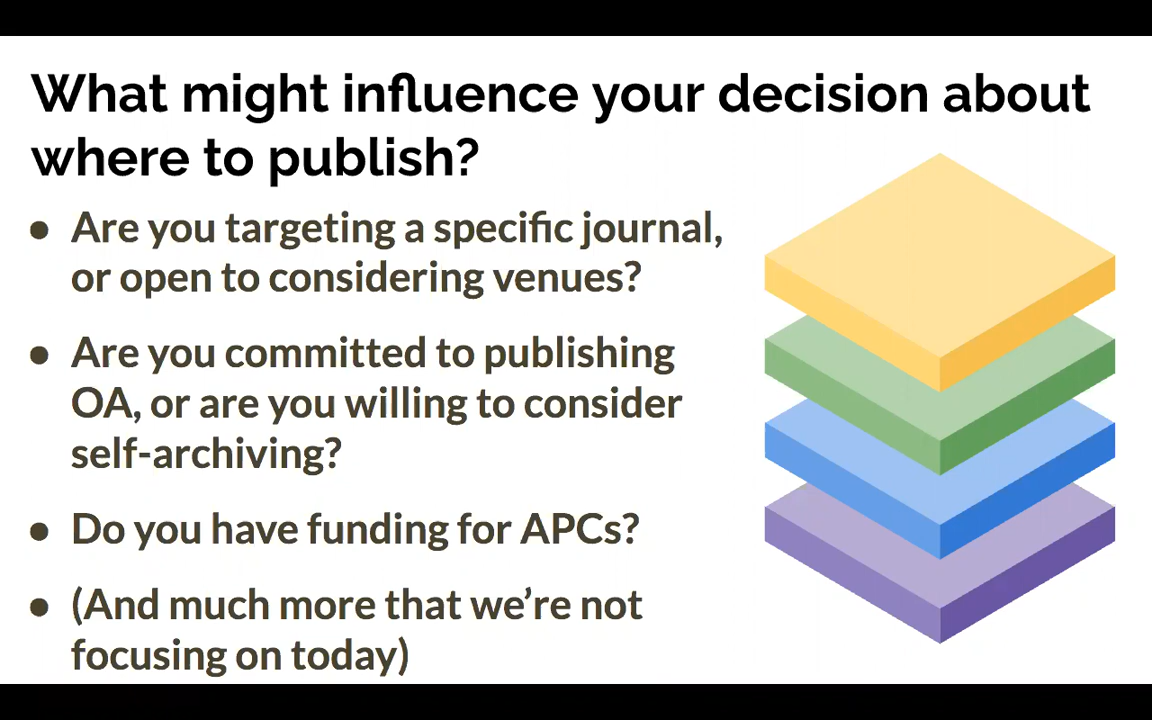 What might influence your decision about
where to publish?
● Are you targeting a specific journal,
or open to considering venues?
● Are you committed to publishing
OA, or are you willing to consider
self-archiving?
● Do you have funding for APCs?
● (And much more that we’re not
focusing on today)